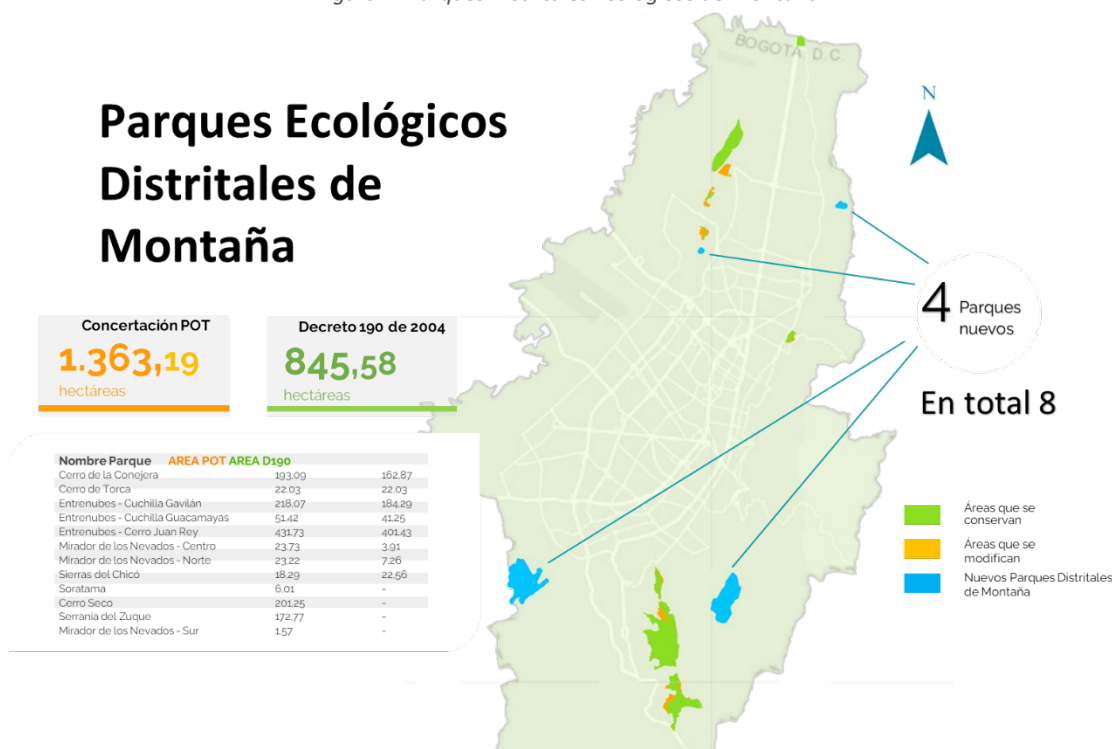 Parques Ecológicos
Distritales de
Montaña
BOGOTÁ, D.C.
N
Concertación POT
1.363,19
hectáreas
Decreto 190 de 2004
845,58
hectáreas
4 Parques
nuevos
En total 8
Nombre Parque AREA POT AREA D190
Cerro de la Conejera 193.09 162.87
Cerro de Torca 22.03 22.03
Entrenubes - Cuchilla Gavilán 218.07 184.29
Entrenubes - Cuchilla Guacamayas 51.42 41.25
Entrenubes - Cerro Juan Rey 431.73 401.43
Mirador de los Nevados - Centro 23.73 3.91
Mirador de los Nevados - Norte 23.22 7.26
Sierras del Chicó 18.29 22.56
Soratama 6.01 -
Cerro Seco 201.25 -
Serranía del Zuque 172.77 -
Mirador de los Nevados - Sur 1.57 -
Áreas que se
conservan
Áreas que se
modifican
Nuevos Parques Distritales
de Montaña